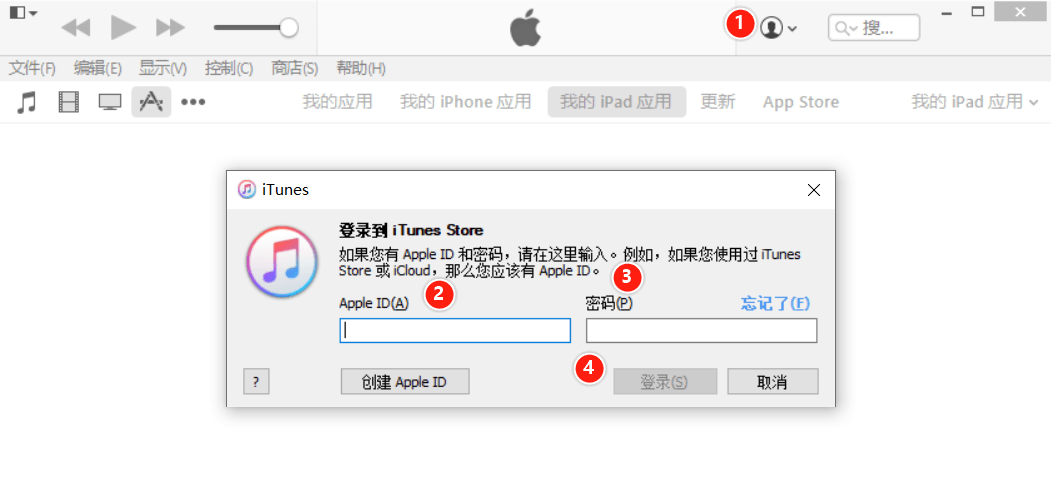 1
搜...
文件(F) 编辑(E) 显示(V) 控制(C) 商店(S) 帮助(H)
我的应用 我的 iPhone 应用 我的 iPad 应用 更新 App Store 我的 iPad 应用
iTunes
登录到 iTunes Store
如果您有 Apple ID 和密码，请在这里输入。例如，如果您使用过 iTunes
Store 或 iCloud，那么您应该有 Apple ID。
Apple ID(A) 2 密码(P) 3 忘记了(F)
? 创建 Apple ID 4 登录(S) 取消